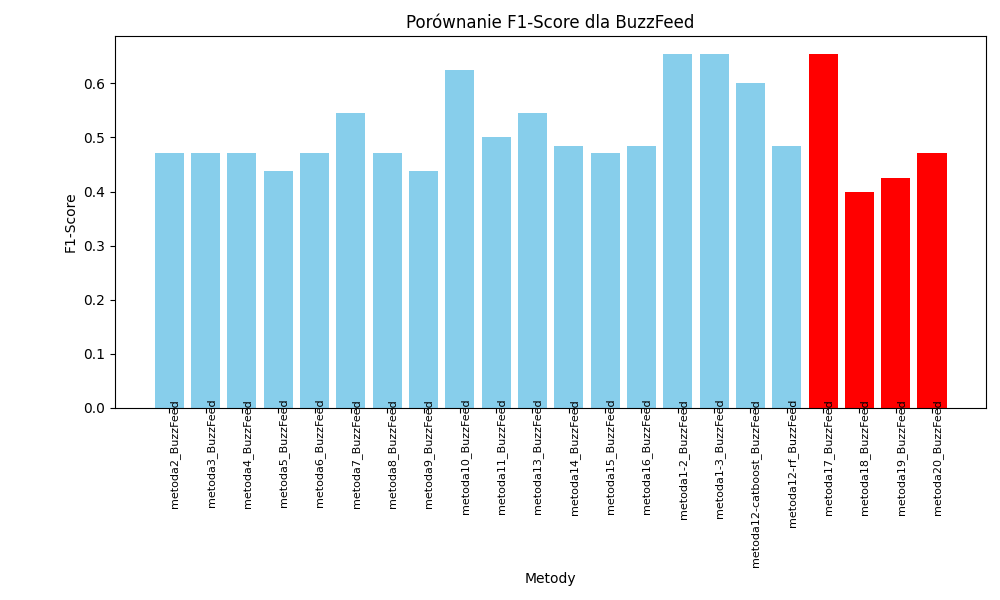 Porównanie F1-Score dla BuzzFeed
F1-Score
0.6
0.5
0.4
0.3
0.2
0.1
0.0
metoda2_BuzzFeed
metoda3_BuzzFeed
metoda4_BuzzFeed
metoda5_BuzzFeed
metoda6_BuzzFeed
metoda7_BuzzFeed
metoda8_BuzzFeed
metoda9_BuzzFeed
metoda10_BuzzFeed
metoda11_BuzzFeed
metoda13_BuzzFeed
metoda14_BuzzFeed
metoda15_BuzzFeed
metoda16_BuzzFeed
metoda1-2_BuzzFeed
metoda1-3_BuzzFeed
metoda12-catboost_BuzzFeed
metoda12-rf_BuzzFeed
metoda17_BuzzFeed
metoda18_BuzzFeed
metoda19_BuzzFeed
metoda20_BuzzFeed
Metody